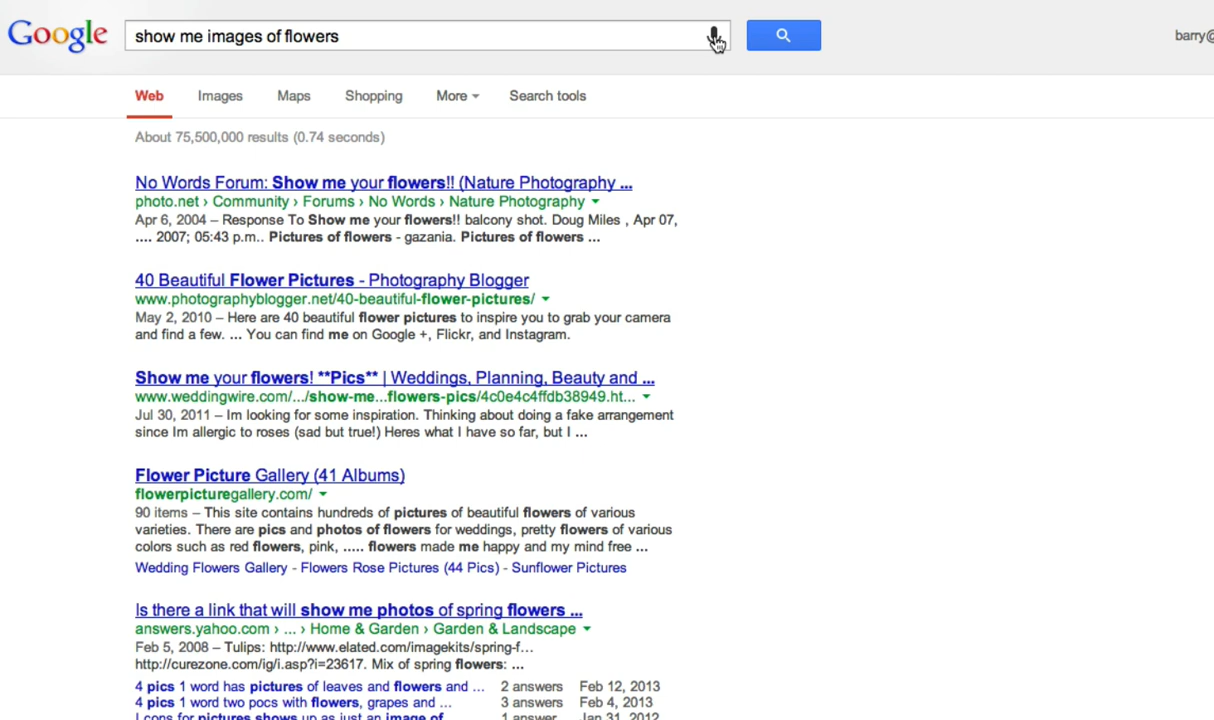 Google show me images of flowers
barry@
Web Images Maps Shopping More Search tools
About 75,500,000 results (0.74 seconds)
No Words Forum: Show me your flowers!! (Nature Photography ...
photo.net › Community › Forums › No Words › Nature Photography
Apr 6, 2004 – Response To Show me your flowers!! balcony shot. Doug Miles , Apr 07,
.... 2007; 05:43 p.m.. Pictures of flowers - gazania. Pictures of flowers ...
40 Beautiful Flower Pictures - Photography Blogger
www.photographyblogger.net/40-beautiful-flower-pictures/
May 2, 2010 – Here are 40 beautiful flower pictures to inspire you to grab your camera
and find a few. ... You can find me on Google +, Flickr, and Instagram.
Show me your flowers! **Pics** | Weddings, Planning, Beauty and ...
www.weddingwire.com/.../show-me...flowers-pics/4c0e4c4ffdb38949.ht...
Jul 30, 2011 – Im looking for some inspiration. Thinking about doing a fake arrangement
since Im allergic to roses (sad but true!) Heres what I have so far, but I ...
Flower Picture Gallery (41 Albums)
flowerpicturegallery.com/
90 items – This site contains hundreds of pictures of beautiful flowers of various
varieties. There are pics and photos of flowers for weddings, pretty flowers of various
colors such as red flowers, pink, ..... flowers made me happy and my mind free ...
Wedding Flowers Gallery - Flowers Rose Pictures (44 Pics) - Sunflower Pictures
Is there a link that will show me photos of spring flowers ...
answers.yahoo.com › ... › Home & Garden › Garden & Landscape
Feb 5, 2008 – Tulips: http://www.elated.com/imagekits/spring-f...
http://curezone.com/ig/i.asp?i=23617. Mix of spring flowers: ...
4 pics 1 word has pictures of leaves and flowers and ... 2 answers Feb 12, 2013
4 pics 1 word two pocs with flowers, grapes and ... 3 answers Feb 4, 2013
I cons for pictures shows up as just an image of 1 answer Jan 31, 2012